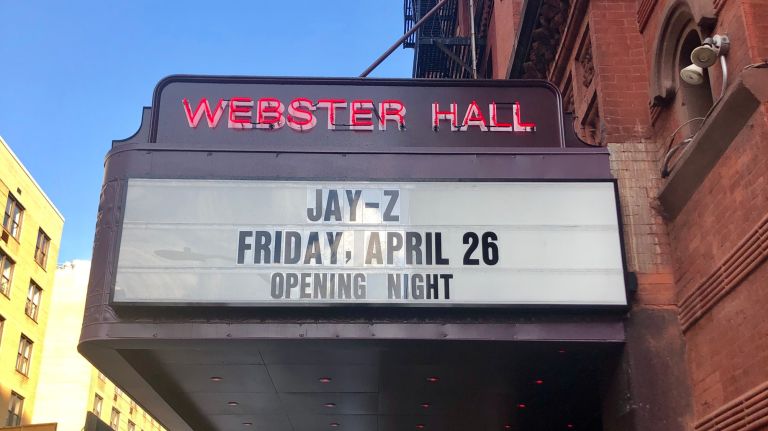 WEBSTER HALL
JAY-Z
FRIDAY, APRIL 26
OPENING NIGHT